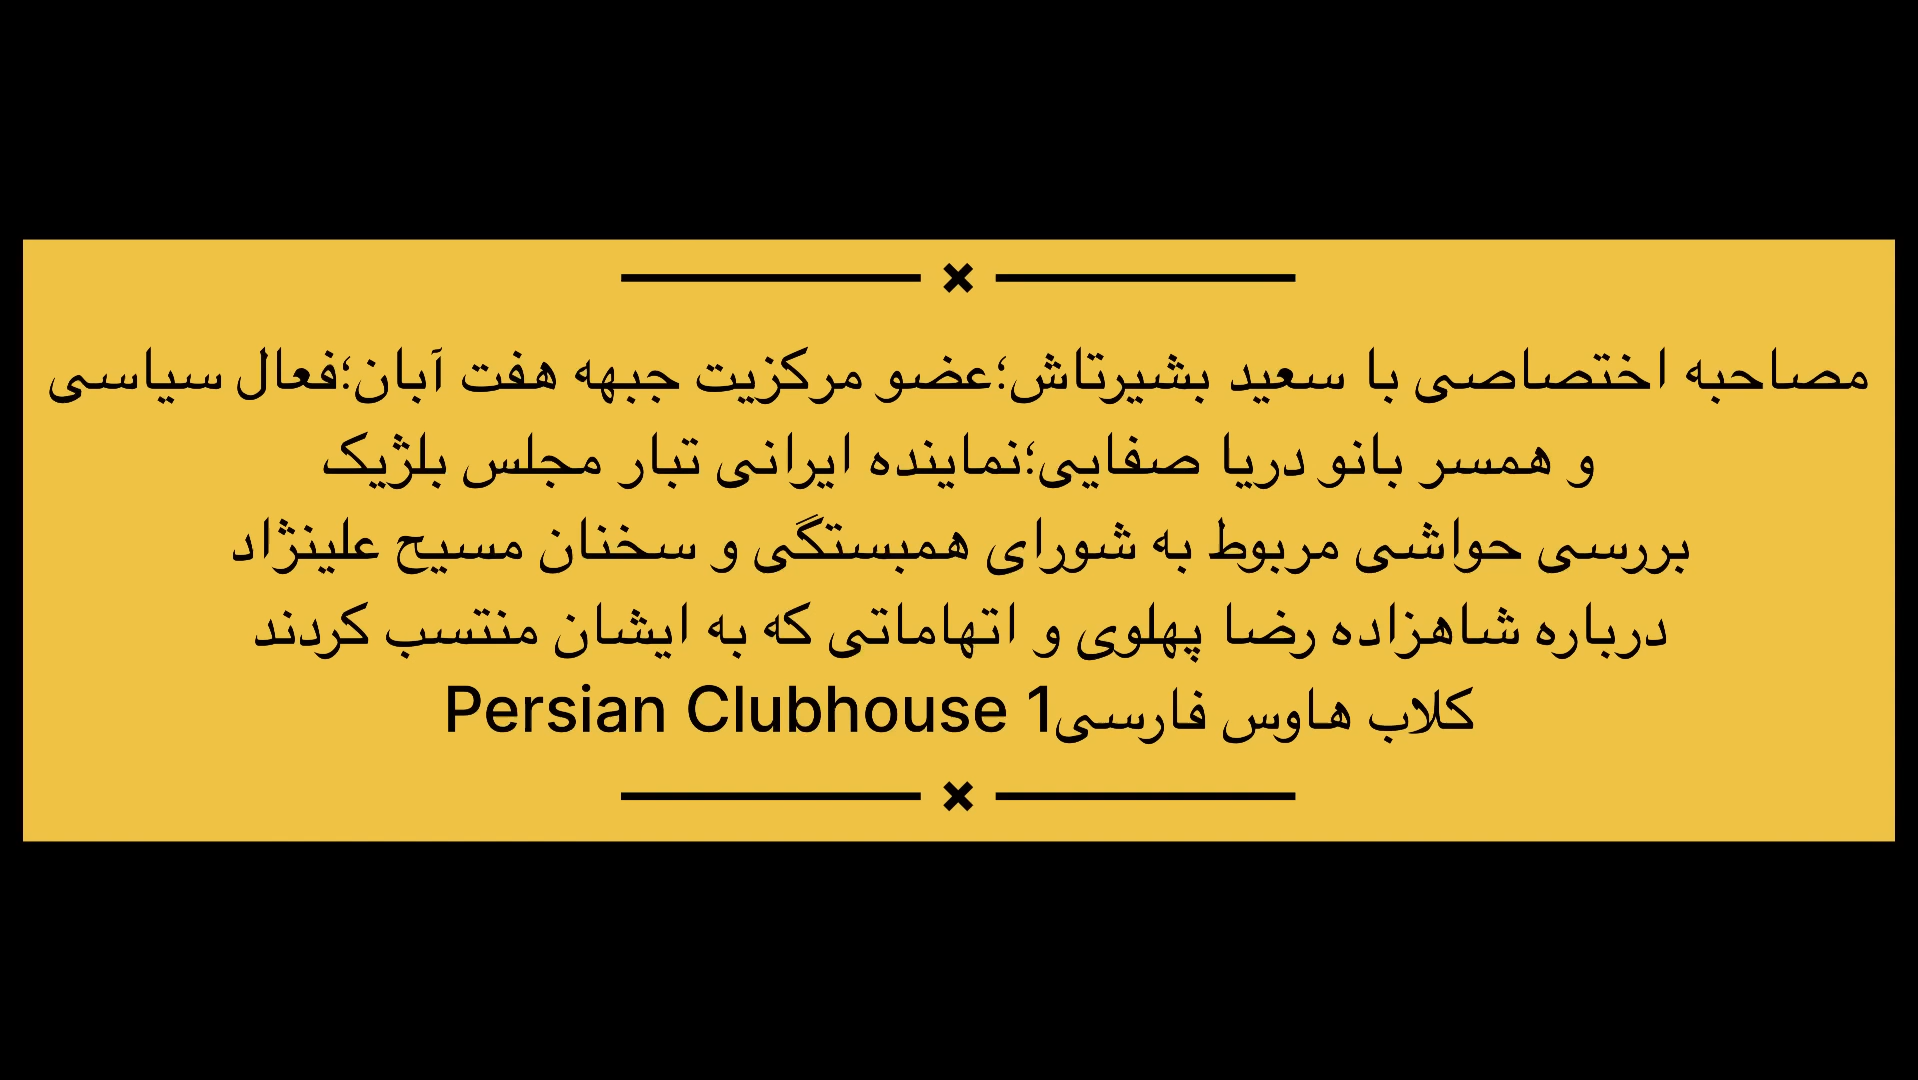 مصاحبه اختصاصی با سعید بشیرتاش؛عضو مرکزیت جبهه هفت آبان؛فعال سیاسی
و همسر بانو دریا صفایی؛نماینده ایرانی تبار مجلس بلژیک
بررسی حواشی مربوط به شورای همبستگی و سخنان مسیح علینژاد
درباره شاهزاده رضا پهلوی و اتهاماتی که به ایشان منتسب کردند
کلاب هاوس فارسی1 Persian Clubhouse